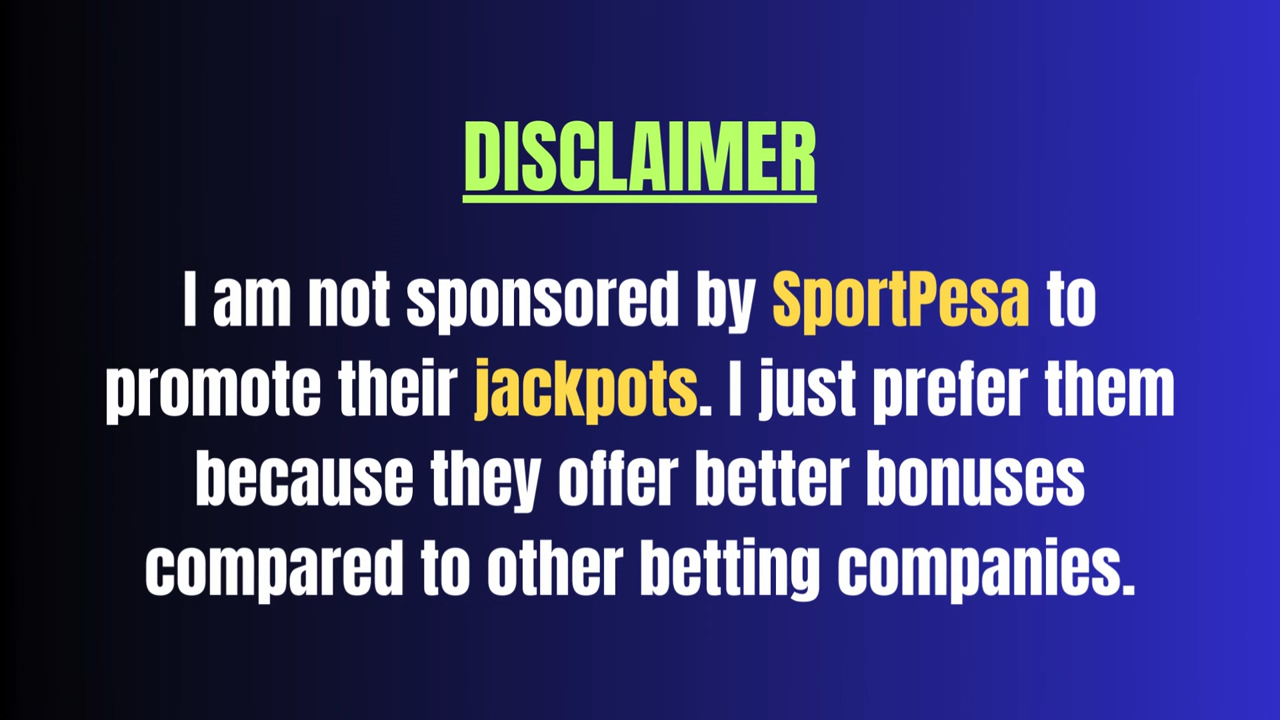 DISCLAIMER
I am not sponsored by SportPesa to
promote their jackpots. I just prefer them
because they offer better bonuses
compared to other betting companies.